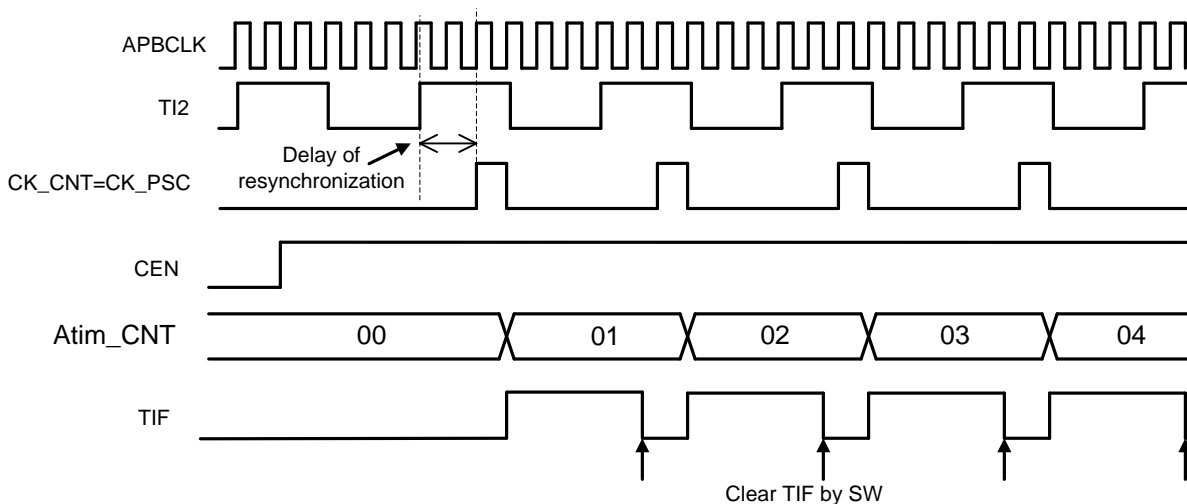 APBCLK
TI2
Delay of
resynchronization
CK_CNT=CK_PSC
CEN
Atim_CNT
00
01
02
03
04
TIF
Clear TIF by SW